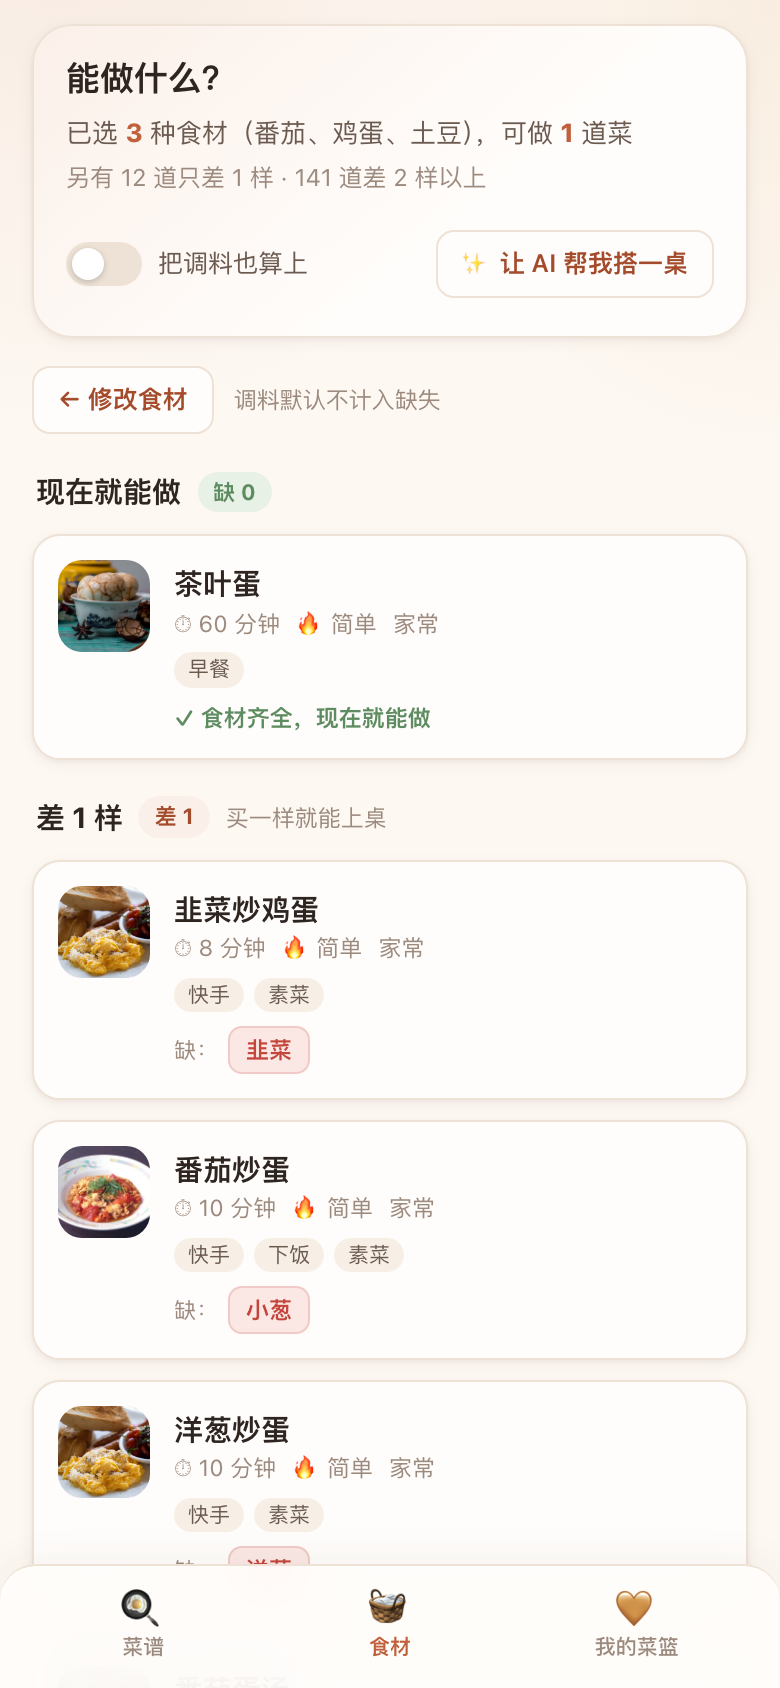 能做什么?
已选 3 种食材（番茄、鸡蛋、土豆），可做 1 道菜
另有 12 道只差 1 样 · 141 道差 2 样以上
把调料也算上
✨ 让 AI 帮我搭一桌
← 修改食材
调料默认不计入缺失
现在就能做 缺 0
茶叶蛋
⏱ 60 分钟 🔥 简单 家常
早餐
✓ 食材齐全，现在就能做
差 1 样 差 1 买一样就能上桌
韭菜炒鸡蛋
⏱ 8 分钟 🔥 简单 家常
快手 素菜
缺： 韭菜
番茄炒蛋
⏱ 10 分钟 🔥 简单 家常
快手 下饭 素菜
缺： 小葱
洋葱炒蛋
⏱ 10 分钟 🔥 简单 家常
快手 素菜
菜谱 食材 我的菜篮